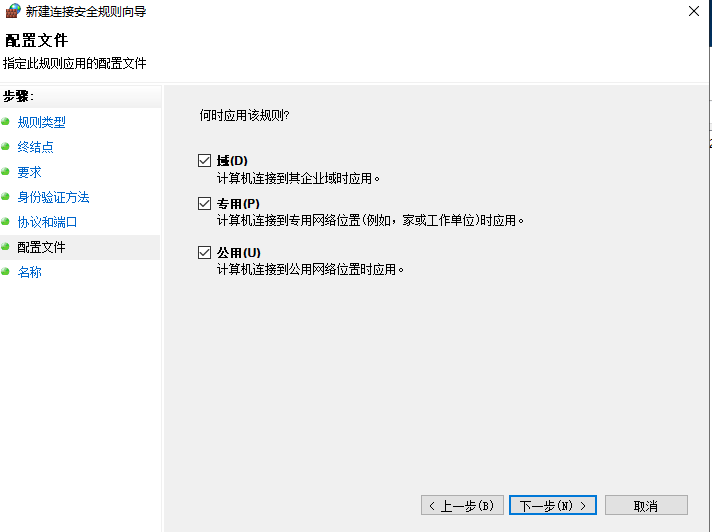 新建连接安全规则向导
配置文件
指定此规则应用的配置文件
步骤:
规则类型
终结点
要求
身份验证方法
协议和端口
配置文件
名称
何时应用该规则?
域(D)
计算机连接到其企业域时应用。
专用(P)
计算机连接到专用网络位置(例如，家或工作单位)时应用。
公用(U)
计算机连接到公用网络位置时应用。
< 上一步(B)
下一步(N) >
取消